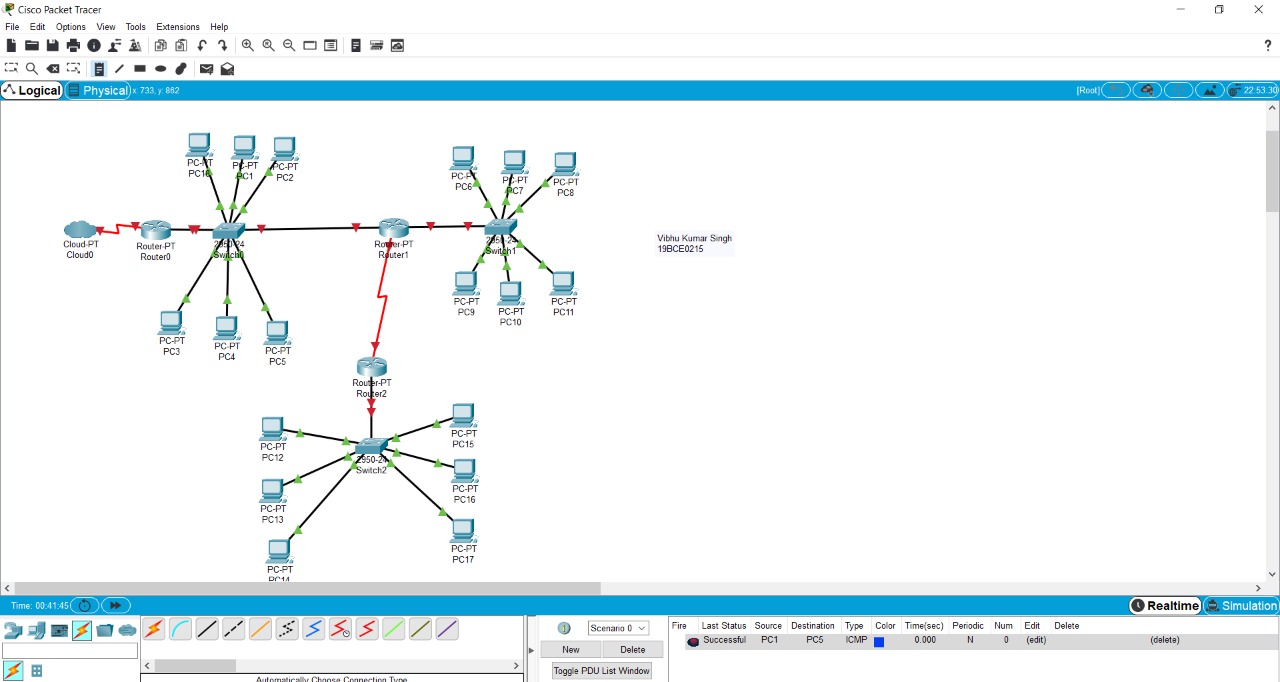 Cisco Packet Tracer
File Edit Options View Tools Extensions Help
?
Logical Physical x: 733, y: 862 [Root] 22:53:30
PC-PT
PC-PT PC-PT
PC1 PC2
PC-PT PC-PT
PC6 PC7 PC8
Cloud-PT
Cloud0
Router-PT
Router0
2950-24
Switch0
Router-PT
Router1
2950-24
Switch1
Vibhu Kumar Singh
19BCE0215
PC-PT
PC9
PC-PT
PC10
PC-PT
PC11
PC-PT
PC3
PC-PT
PC4
PC-PT
PC5
Router-PT
Router2
PC-PT
PC12
PC-PT
PC15
2950-24
Switch2
PC-PT
PC13
PC-PT
PC16
PC-PT
PC14
PC-PT
PC17
Time: 00:41:45 Realtime Simulation
Scenario 0
New Delete
Toggle PDU List Window
Fire Last Status Source Destination Type Color Time(sec) Periodic Num Edit Delete
Successful PC1 PC5 ICMP 0.000 N 0 (edit) (delete)
Automatically Choose Connection Type